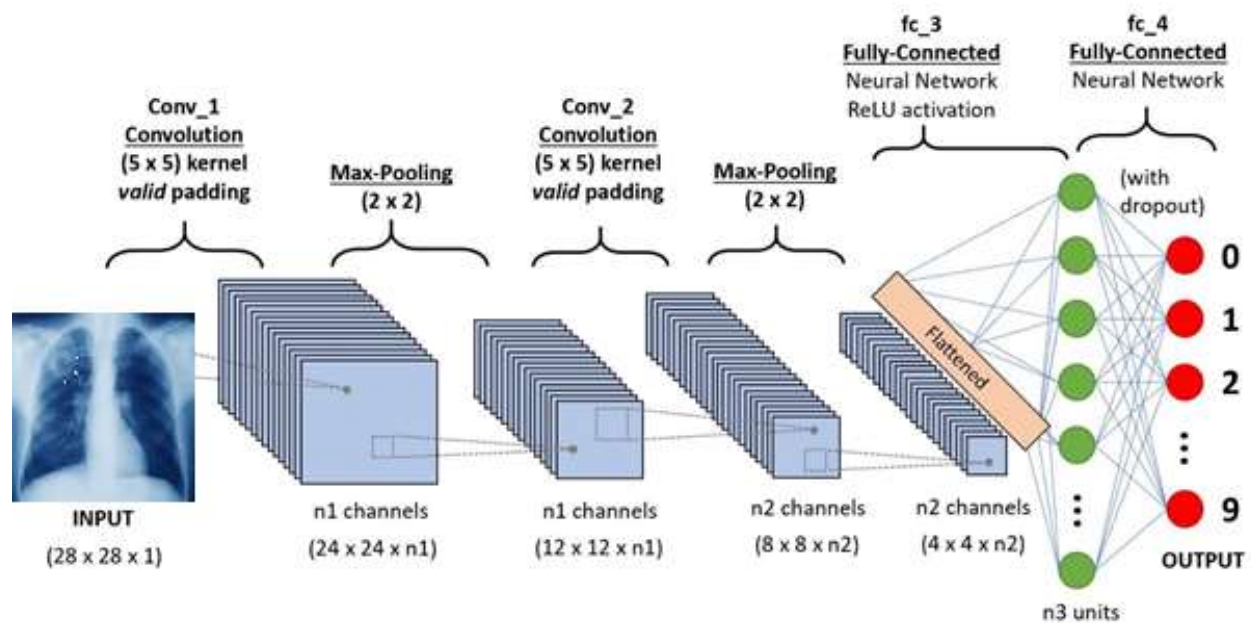 fc_3
Fully-Connected
Neural Network
ReLU activation
fc_4
Fully-Connected
Neural Network
Conv_1
Convolution
(5 x 5) kernel
valid padding
Max-Pooling
(2 x 2)
Conv_2
Convolution
(5 x 5) kernel
valid padding
Max-Pooling
(2 x 2)
(with
dropout)
Flattened
0
1
2
9
INPUT
(28 x 28 x 1)
n1 channels
(24 x 24 x n1)
n1 channels
(12 x 12 x n1)
n2 channels
(8 x 8 x n2)
n2 channels
(4 x 4 x n2)
OUTPUT
n3 units